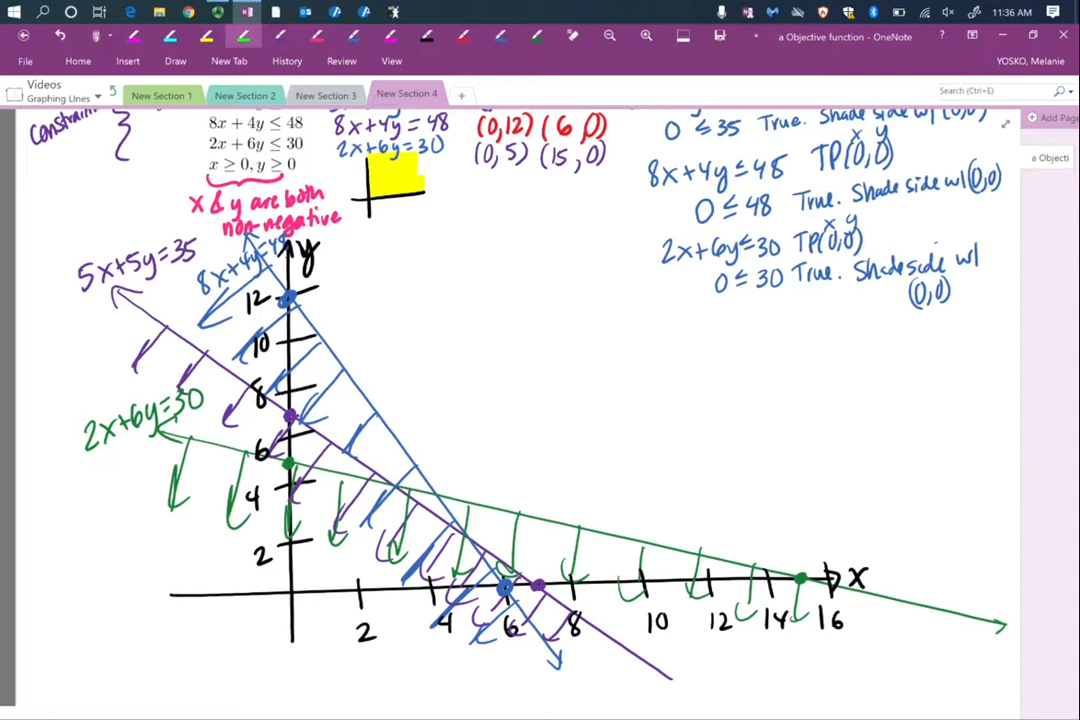 11:36 AM
a Objective function - OneNote
File Home Insert Draw New Tab History Review View
YOSKO, Melanie
Videos
Graphing LInes
5
New Section 1 New Section 2 New Section 3 New Section 4 +
Search (Ctrl+E)
Add Page
a Objecti
constraints
8x + 4y ≤ 48
2x + 6y ≤ 30
x ≥ 0, y ≥ 0
8x+4y = 48 (0,12) (6,0)
2x+6y=30 (0,5) (15,0)
x & y are both
non-negative
0 ≤ 35 True. Shade side w/ (0,0)
8x+4y≤48 TP(0,0)
x y
0 ≤ 48 True. Shade side w/(0,0)
x y
2x+6y≤30 TP(0,0)
0 ≤ 30 True. Shade side w/
(0,0)
5x+5y=35
8x+4y=48
2x+6y=30
y
12
10
8
6
4
2
x
2 4 6 8 10 12 14 16